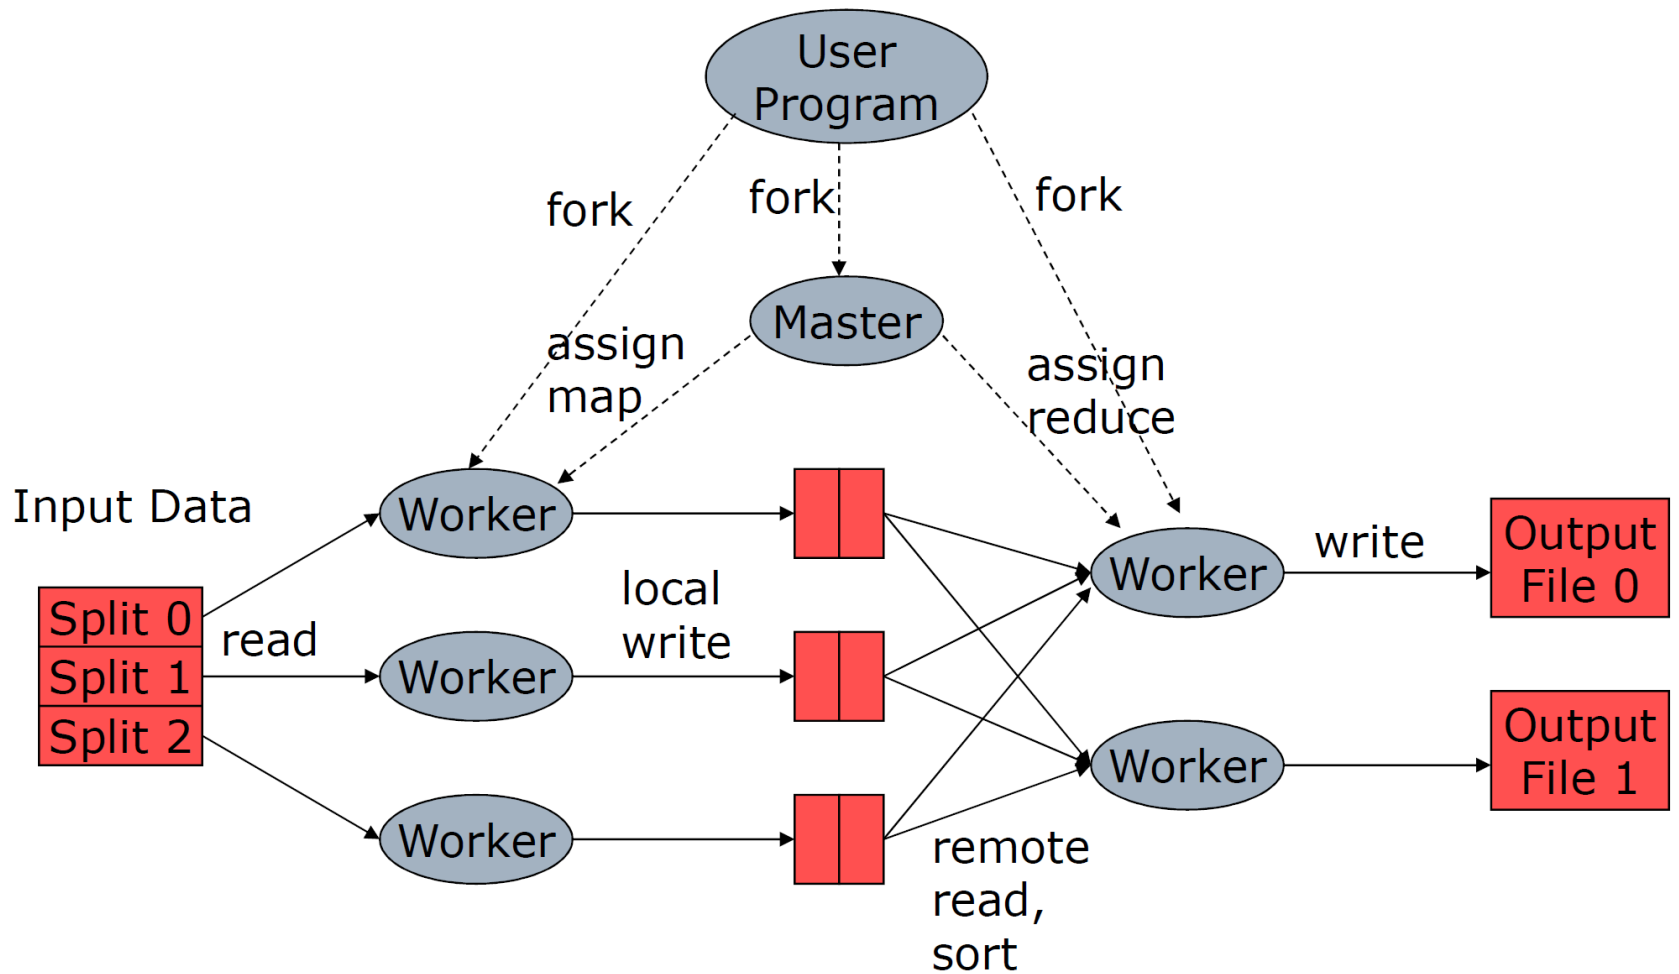 User
Program
fork
fork
fork
Master
assign
map
assign
reduce
Input Data
Worker
Split 0
Split 1
Split 2
read
Worker
Worker
local
write
remote
read,
sort
Worker
Worker
write
Output
File 0
Output
File 1